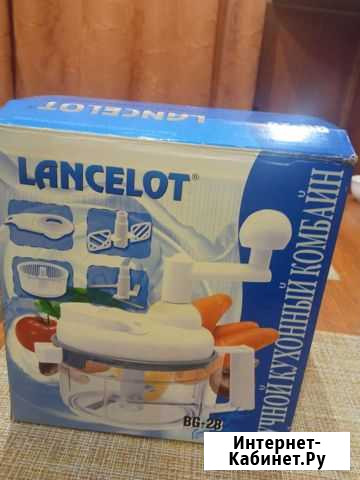 LANCELOT
LANCELOT®
РУЧНОЙ КУХОННЫЙ КОМБАЙН
BG-28
Интернет-
Кабинет.Ру